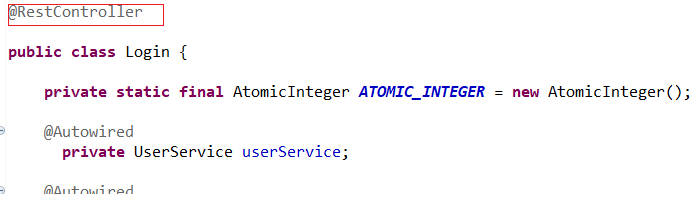 @RestController
public class Login {
private static final AtomicInteger ATOMIC_INTEGER = new AtomicInteger();
@Autowired
private UserService userService;
@Autowired